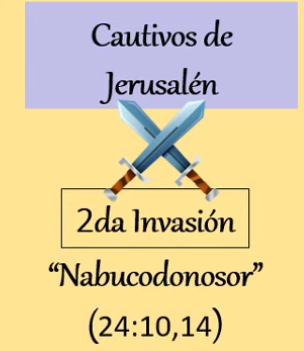 Cautivos de
Jerusalén
2da Invasión
“Nabucodonosor”
(24:10,14)